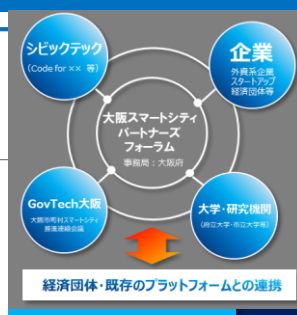 シビックテック
(Code for ×× 等)
企業
外資系企業
スタートアップ
経済団体等
大阪スマートシティ
パートナーズ
フォーラム
事務局:大阪府
GovTech大阪
大阪市町村スマートシティ
推進連絡会議
大学・研究機関
(府立大学・市立大学等)
経済団体・既存のプラットフォームとの連携